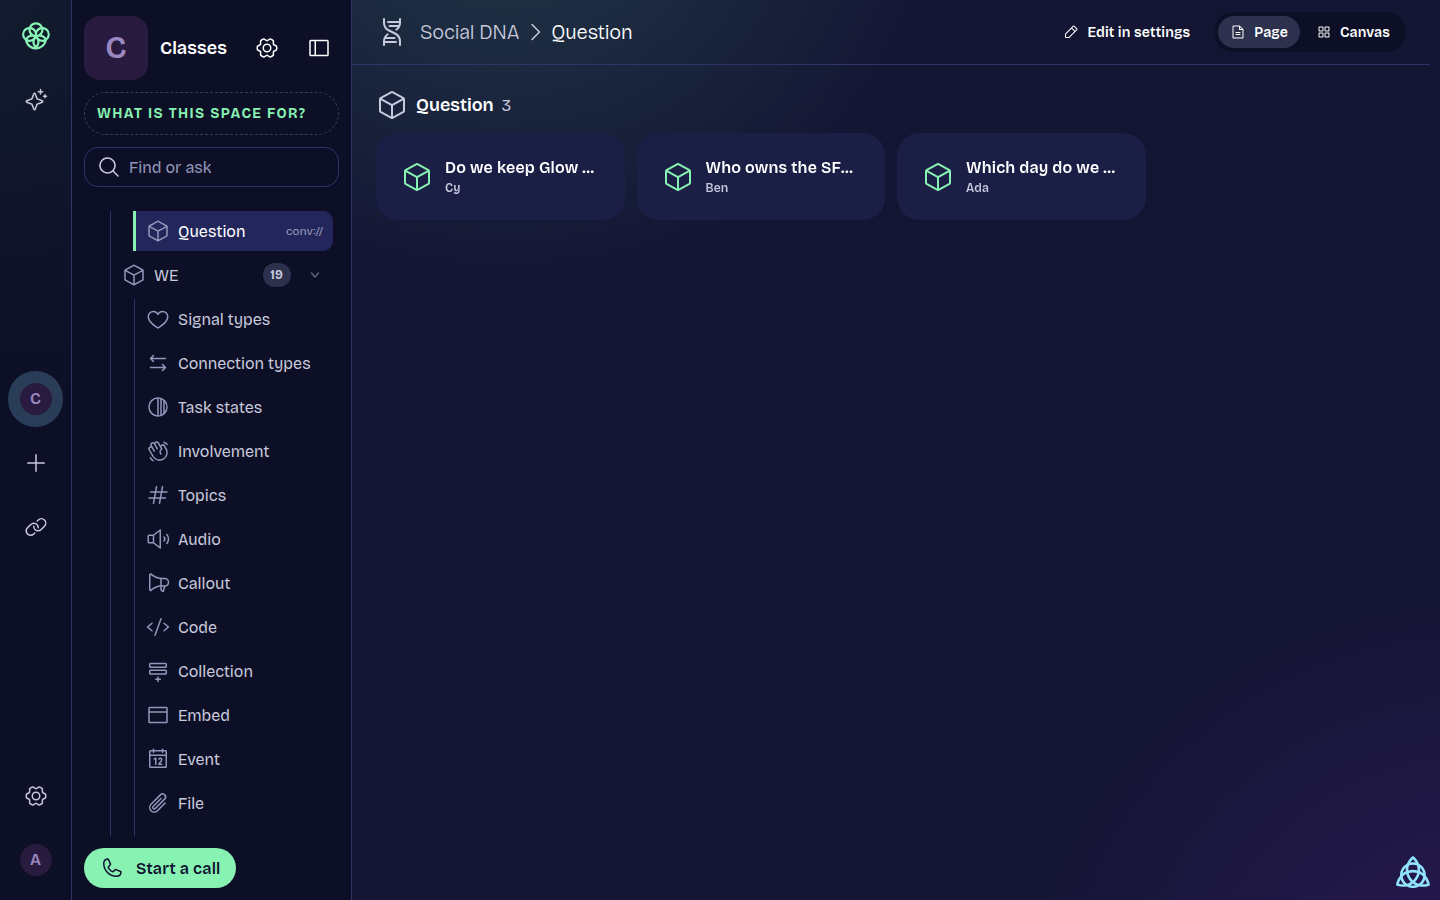 C
Classes
WHAT IS THIS SPACE FOR?
Find or ask
Question conv://
WE 19
Signal types
Connection types
Task states
Involvement
Topics
Audio
Callout
Code
Collection
Embed
12
Event
File
Start a call
C
A
Social DNA Question
Edit in settings
Page
Canvas
Question 3
Do we keep Glow ...
Cy
Who owns the SF...
Ben
Which day do we ...
Ada